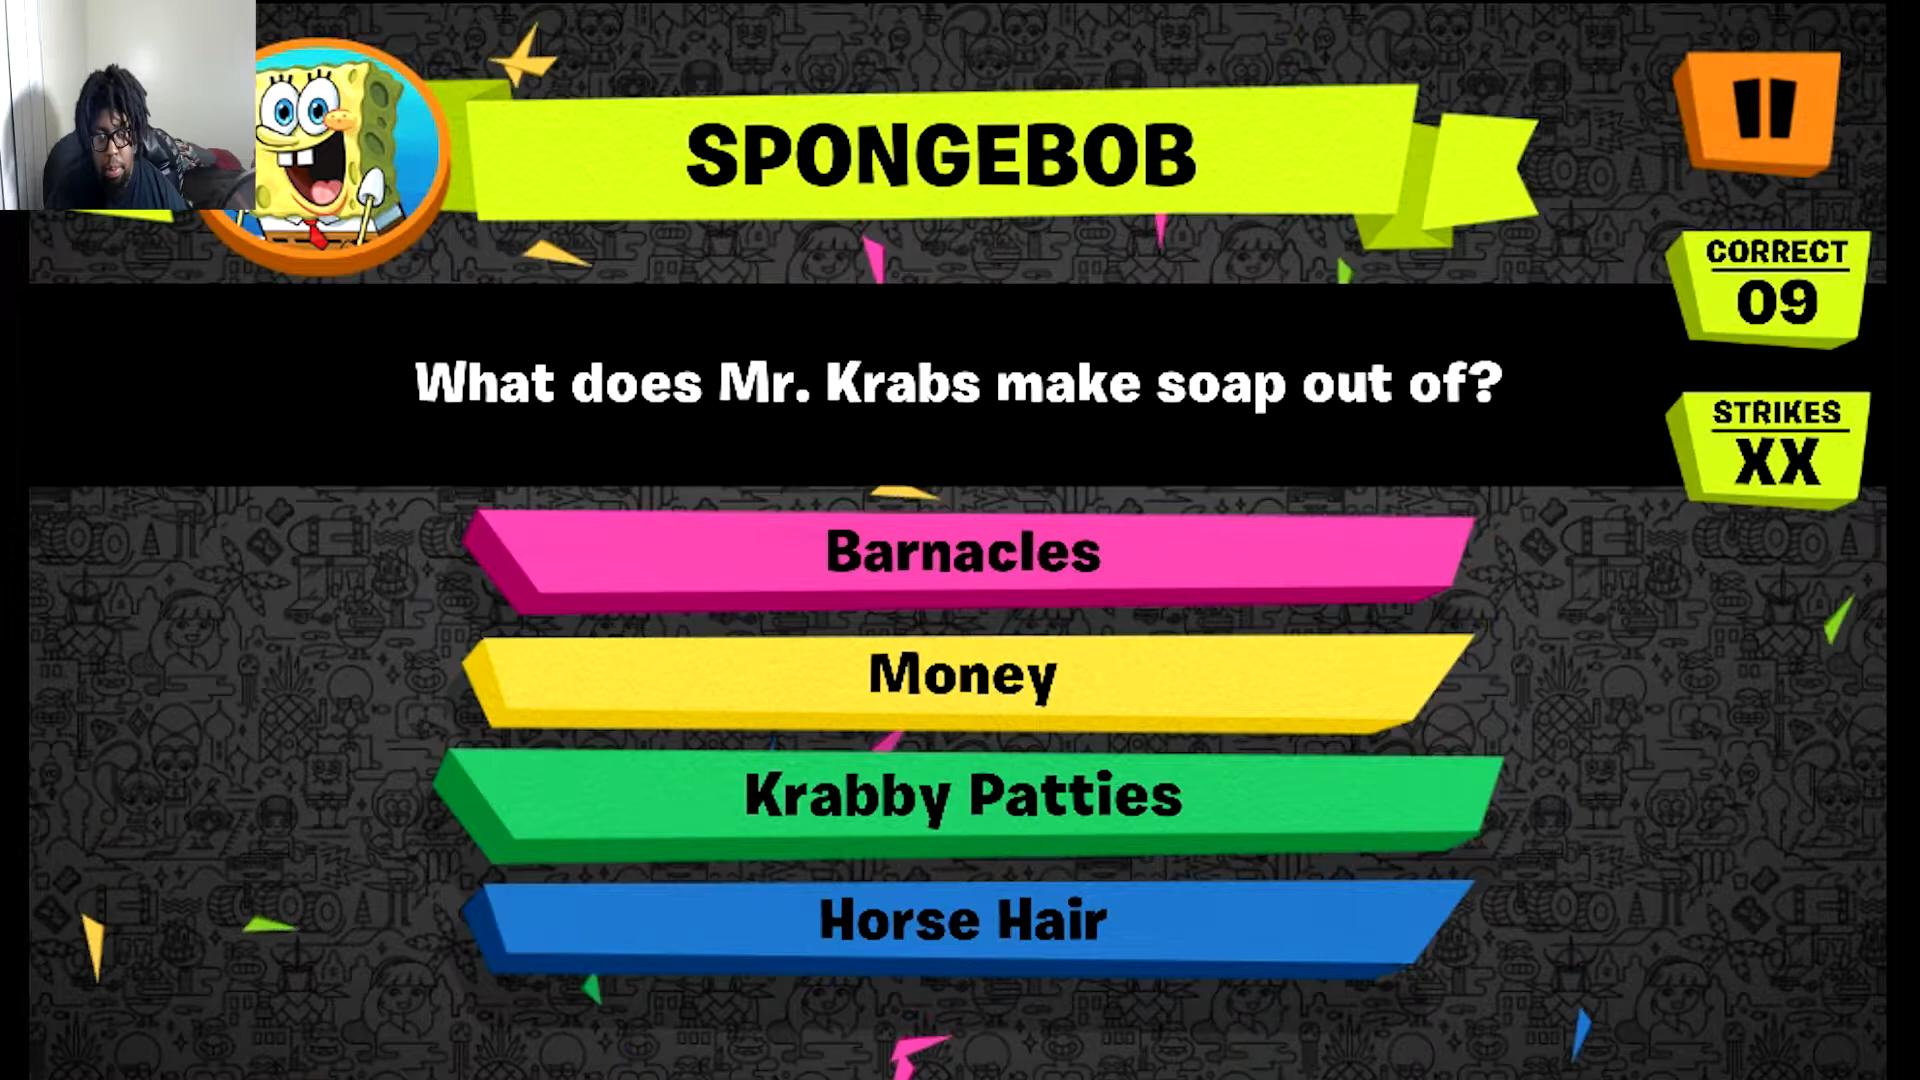 SPONGEBOB
CORRECT
09
What does Mr. Krabs make soap out of?
STRIKES
XX
Barnacles
Money
Krabby Patties
Horse Hair